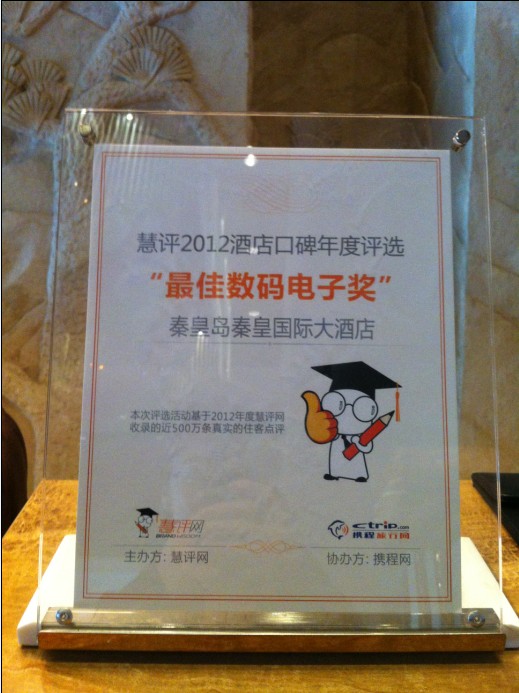 慧评2012酒店口碑年度评选
“最佳数码电子奖”
秦皇岛秦皇国际大酒店
本次评选活动基于2012年度慧评网
收录的近500万条真实的住客点评
慧评网
BRAND WISDOM
Ctrip.com
携程旅行网
主办方: 慧评网
协办方: 携程网